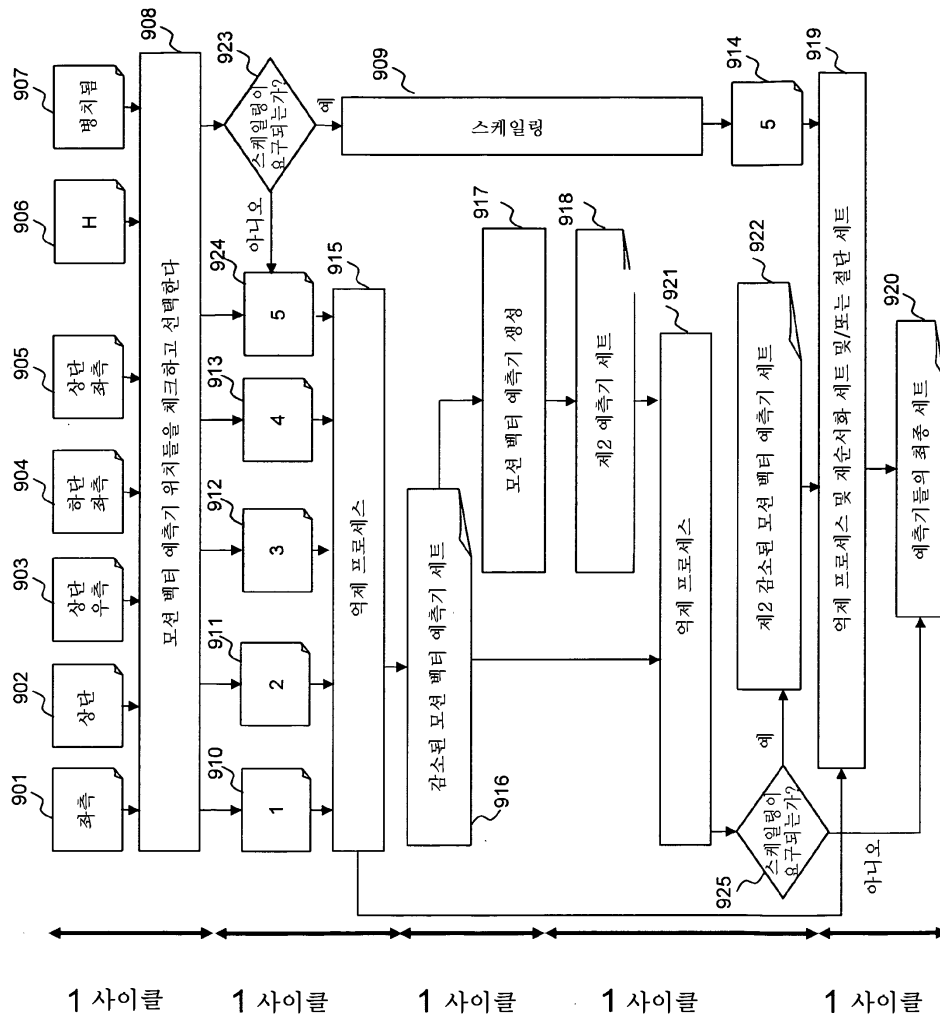 901
좌측
902
상단
903
상단
우측
904
하단
좌측
905
상단
좌측
906
H
907
병치됨
908
모션 벡터 예측기 위치들을 체크하고 선택한다
910
1
911
2
912
3
913
4
924
5
아니오
923
스케일링이
요구되는가?
예
909
스케일링
914
5
915
억제 프로세스
916
감소된 모션 벡터 예측기 세트
917
모션 벡터 예측기 생성
918
제2 예측기 세트
921
억제 프로세스
925
스케일링이
요구되는가?
예
아니오
922
제2 감소된 모션 벡터 예측기 세트
919
억제 프로세스 및 재순서화 세트 및/또는 절단 세트
920
예측기들의 최종 세트
1 사이클
1 사이클
1 사이클
1 사이클
1 사이클